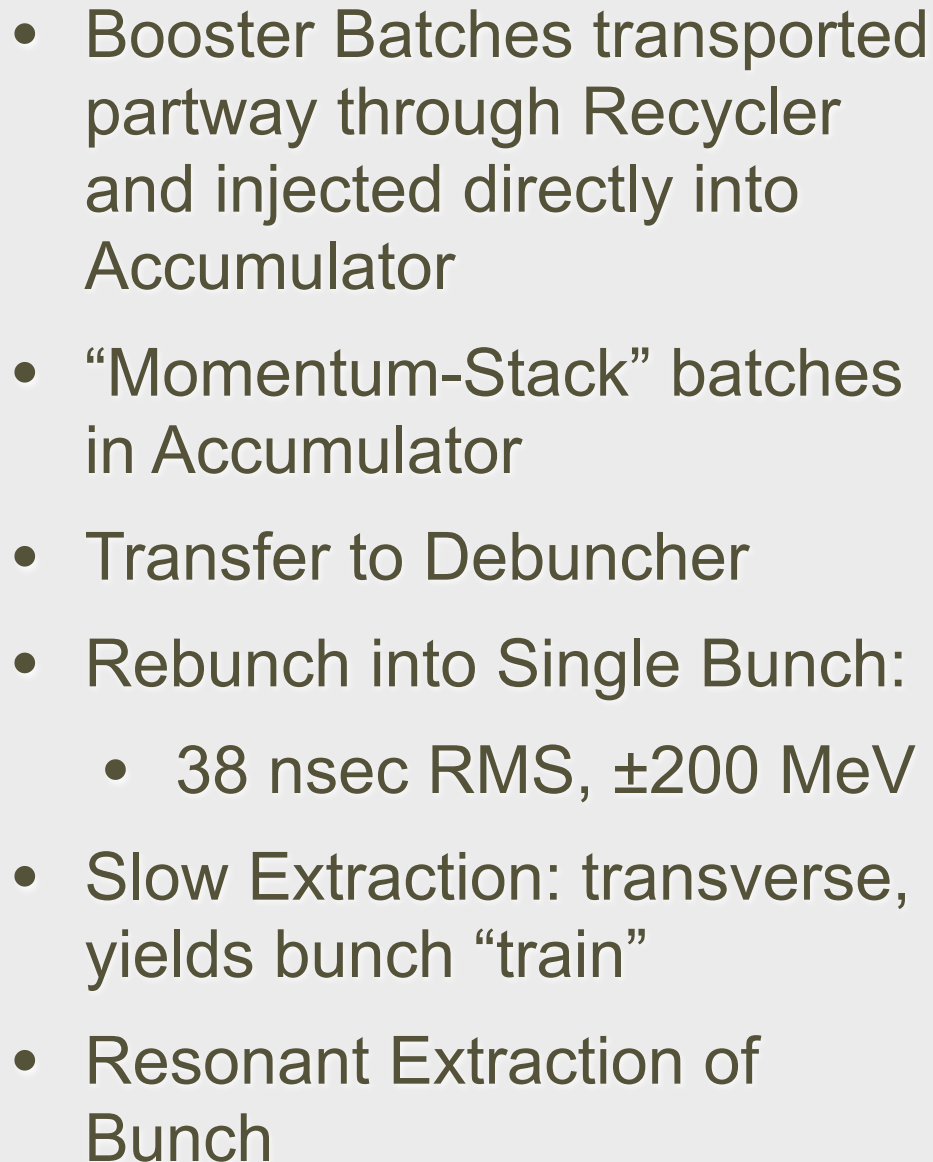 • Booster Batches transported
partway through Recycler
and injected directly into
Accumulator
• “Momentum-Stack” batches
in Accumulator
• Transfer to Debuncher
• Rebunch into Single Bunch:
• 38 nsec RMS, ±200 MeV
• Slow Extraction: transverse,
yields bunch “train”
• Resonant Extraction of
Bunch